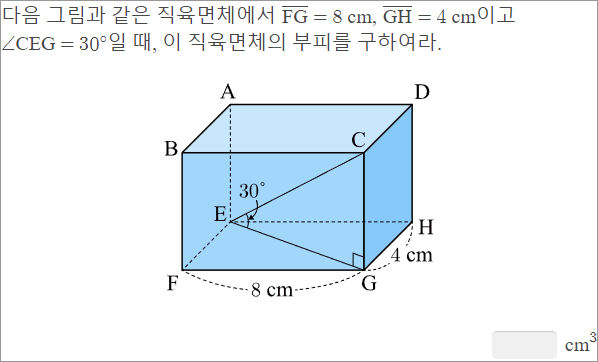 다음 그림과 같은 직육면체에서 FG = 8 cm, GH = 4 cm이고
∠CEG = 30°일 때, 이 직육면체의 부피를 구하여라.
A
D
B
C
30°
E
H
4 cm
F
8 cm
G
cm³